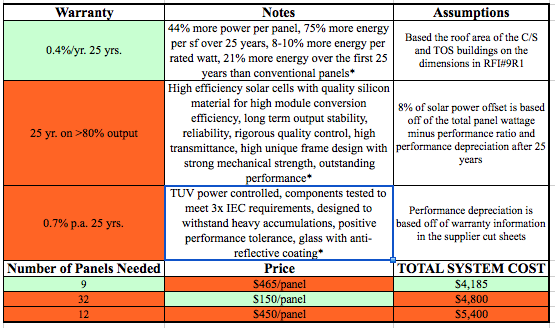 Warranty Notes Assumptions
0.4%/yr. 25 yrs.
44% more power per panel, 75% more energy
per sf over 25 years, 8-10% more energy per
rated watt, 21% more energy over the first 25
years than conventional panels*
Based the roof area of the C/S
and TOS buildings on the
dimensions in RFI#9R1
25 yr. on >80% output
High efficiency solar cells with quality silicon
material for high module conversion
efficiency, long term output stability,
reliability, rigorous quality control, high
transmittance, high unique frame design with
strong mechanical strength, outstanding
performance*
8% of solar power offset is based
off of the total panel wattage
minus performance ratio and
performance depreciation after 25
years
0.7% p.a. 25 yrs.
TUV power controlled, components tested to
meet 3x IEC requirements, designed to
withstand heavy accumulations, positive
performance tolerance, glass with anti-
reflective coating*
Performance depreciation is
based off of warranty information
in the supplier cut sheets
Number of Panels Needed Price TOTAL SYSTEM COST
9 $465/panel $4,185
32 $150/panel $4,800
12 $450/panel $5,400